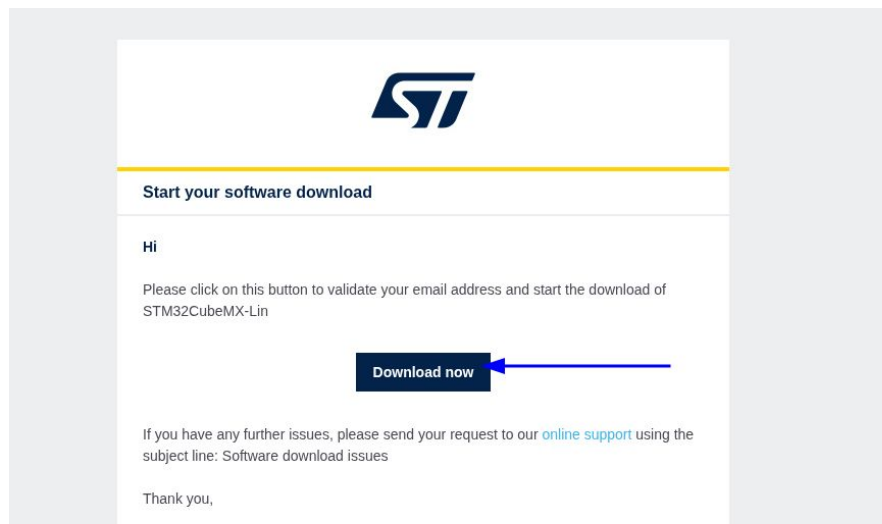 ST
Start your software download
Hi
Please click on this button to validate your email address and start the download of
STM32CubeMX-Lin
Download now
If you have any further issues, please send your request to our online support using the
subject line: Software download issues
Thank you,